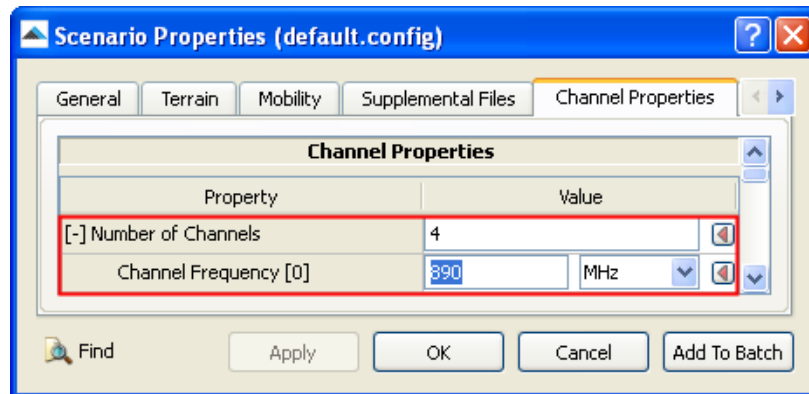 Scenario Properties (default.config)
General Terrain Mobility Supplemental Files Channel Properties
Channel Properties
Property Value
[-] Number of Channels 4
Channel Frequency [0] 890 MHz
Find Apply OK Cancel Add To Batch